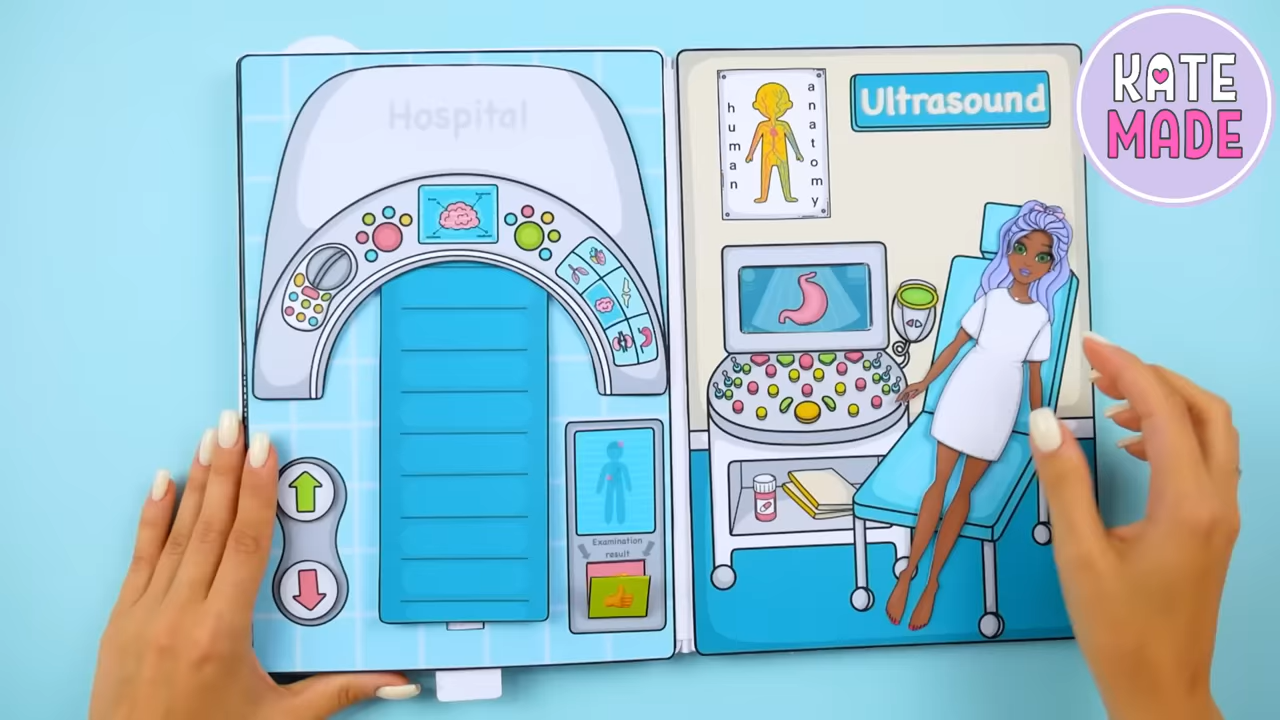 Hospital
Examination
result
human
anatomy
Ultrasound
KATE
MADE